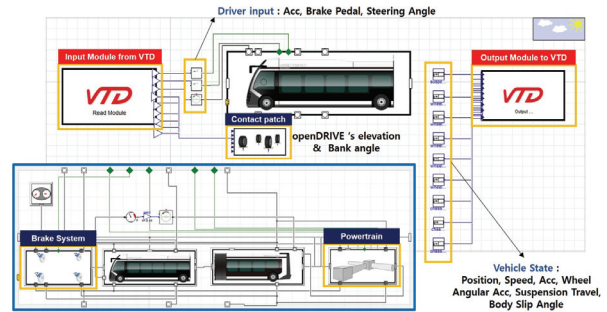 Driver input : Acc, Brake Pedal, Steering Angle
Input Module from VTD
Output Module to VTD
VTD
Read Module
VTD
Output ...
Contact patch
openDRIVE 's elevation
& Bank angle
Brake System
Powertrain
Vehicle State :
Position, Speed, Acc, Wheel
Angular Acc, Suspension Travel,
Body Slip Angle